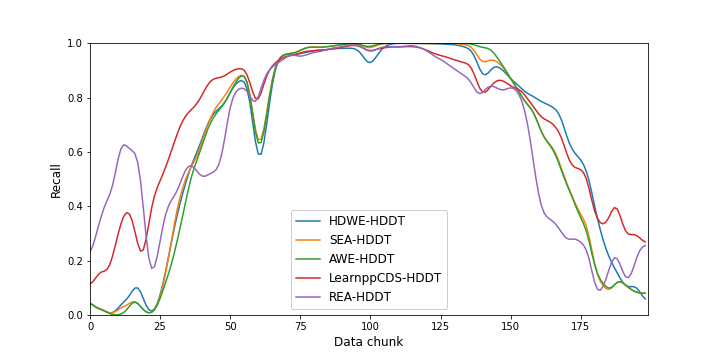 1.0
0.8
0.6
0.4
0.2
0.0
Recall
HDWE-HDDT
SEA-HDDT
AWE-HDDT
LearnppCDS-HDDT
REA-HDDT
0 25 50 75 100 125 150 175
Data chunk